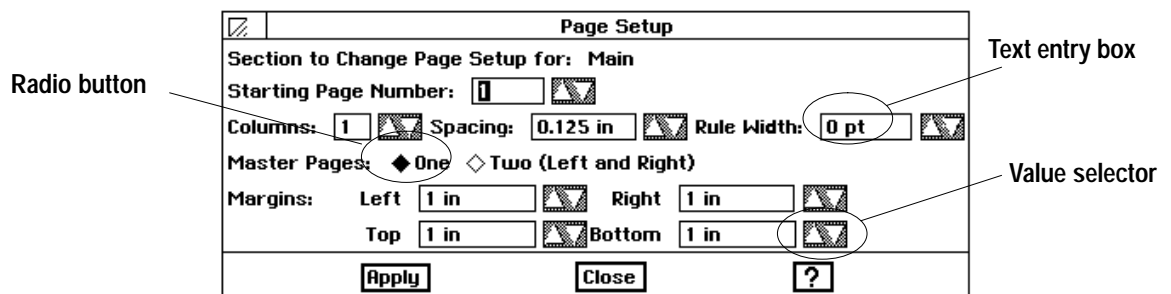 Page Setup
Section to Change Page Setup for: Main
Text entry box
Radio button
Starting Page Number: 1
Columns: 1 Spacing: 0.125 in Rule Width: 0 pt
Master Pages: One Two (Left and Right)
Value selector
Margins: Left 1 in Right 1 in
Top 1 in Bottom 1 in
Apply Close ?